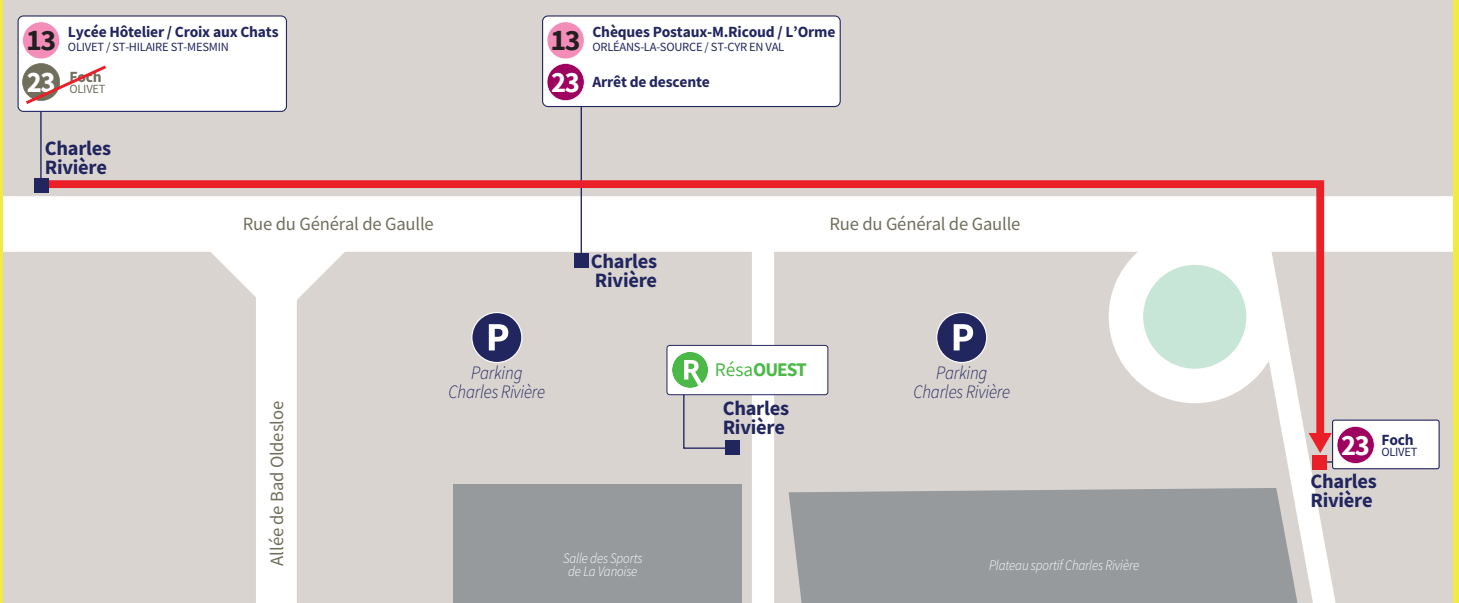 13 Lycée Hôtelier / Croix aux Chats
OLIVET / ST-HILAIRE ST-MESMIN
23 Foch
OLIVET
Charles
Rivière
13 Chèques Postaux-M.Ricoud / L’Orme
ORLÉANS-LA-SOURCE / ST-CYR EN VAL
23 Arrêt de descente
Rue du Général de Gaulle
Rue du Général de Gaulle
Charles
Rivière
P
Parking
Charles Rivière
R RésaOUEST
Charles
Rivière
P
Parking
Charles Rivière
23 Foch
OLIVET
Charles
Rivière
Allée de Bad Oldesloe
Salle des Sports
de La Vanoise
Plateau sportif Charles Rivière